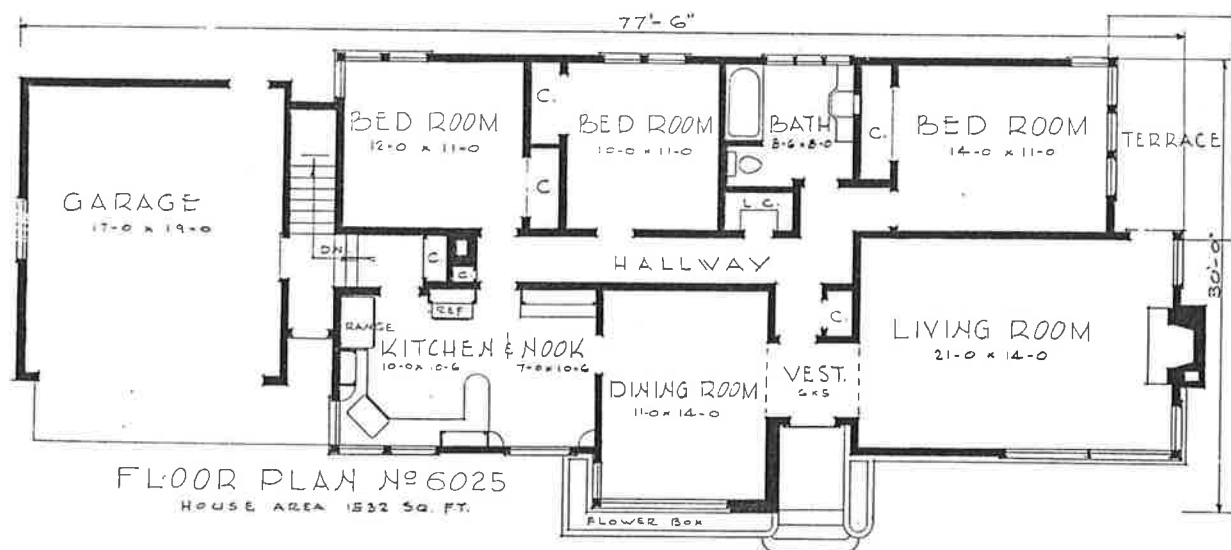 77'-6"
BED ROOM
12-0 x 11-0
C.
BED ROOM
10-0 x 11-0
BATH
8-6 x 8-0
C.
BED ROOM
14-0 x 11-0
TERRACE
GARAGE
17-0 x 19-0
C
L.C.
DN.
C
C.
HALLWAY
30'-0"
REF
RANGE
KITCHEN & NOOK
10-0 x 10-6
7-0 x 10-6
C.
LIVING ROOM
21-0 x 14-0
DINING ROOM
11-0 x 14-0
VEST.
6 x 5
FLOOR PLAN No 6025
HOUSE AREA 1532 SQ. FT.
FLOWER BOX